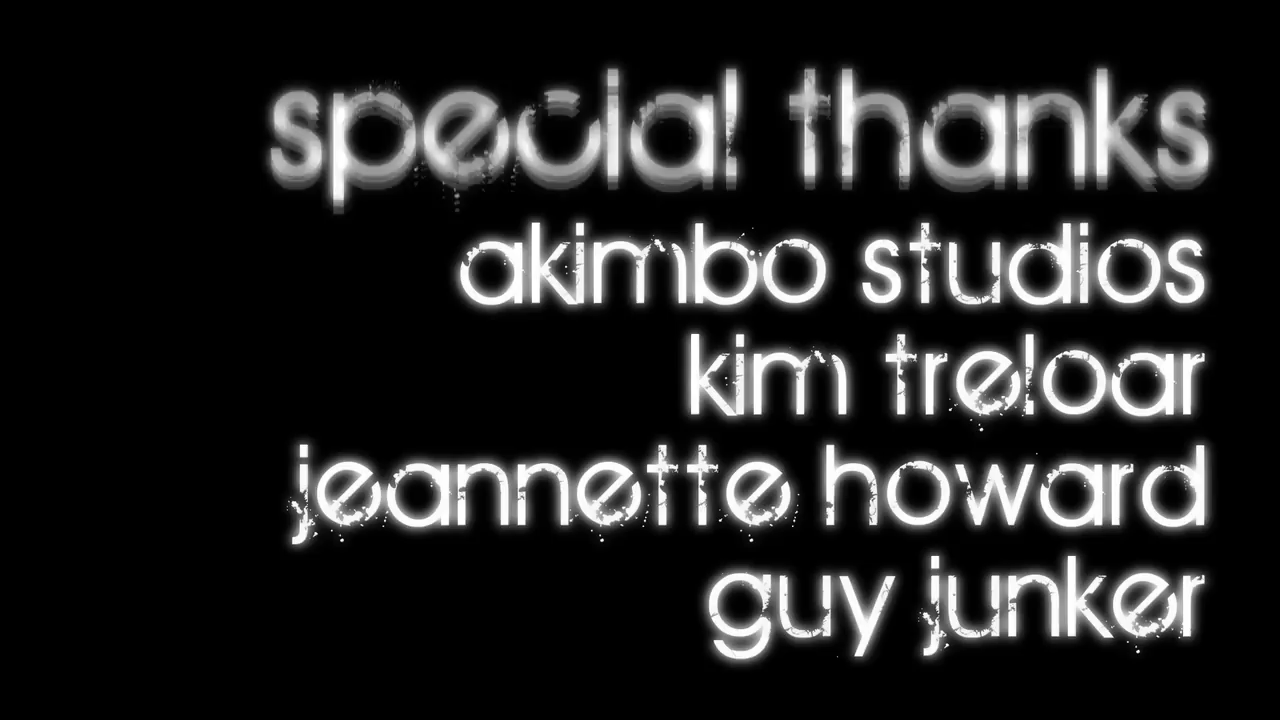 special thanks
akimbo studios
kim treloar
jeannette howard
guy junker